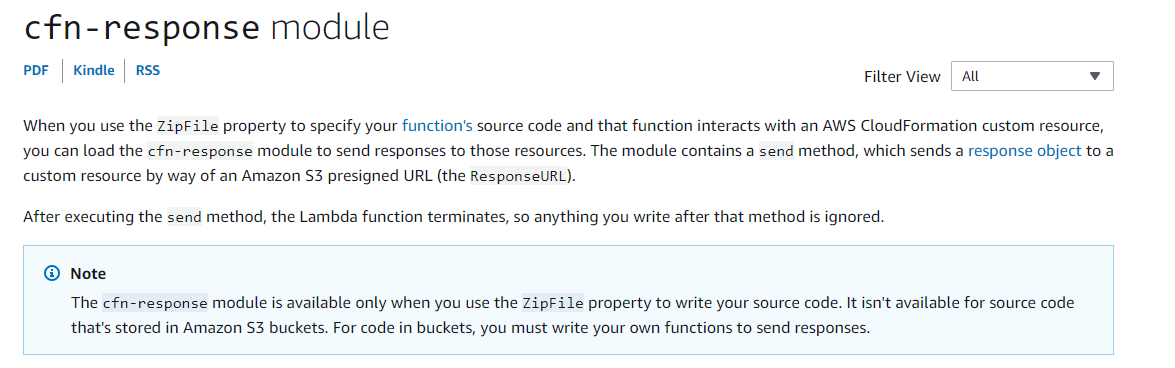 cfn-response module
PDF Kindle RSS
Filter View All
When you use the ZipFile property to specify your function's source code and that function interacts with an AWS CloudFormation custom resource,
you can load the cfn-response module to send responses to those resources. The module contains a send method, which sends a response object to a
custom resource by way of an Amazon S3 presigned URL (the ResponseURL).
After executing the send method, the Lambda function terminates, so anything you write after that method is ignored.
Note
The cfn-response module is available only when you use the ZipFile property to write your source code. It isn't available for source code
that's stored in Amazon S3 buckets. For code in buckets, you must write your own functions to send responses.